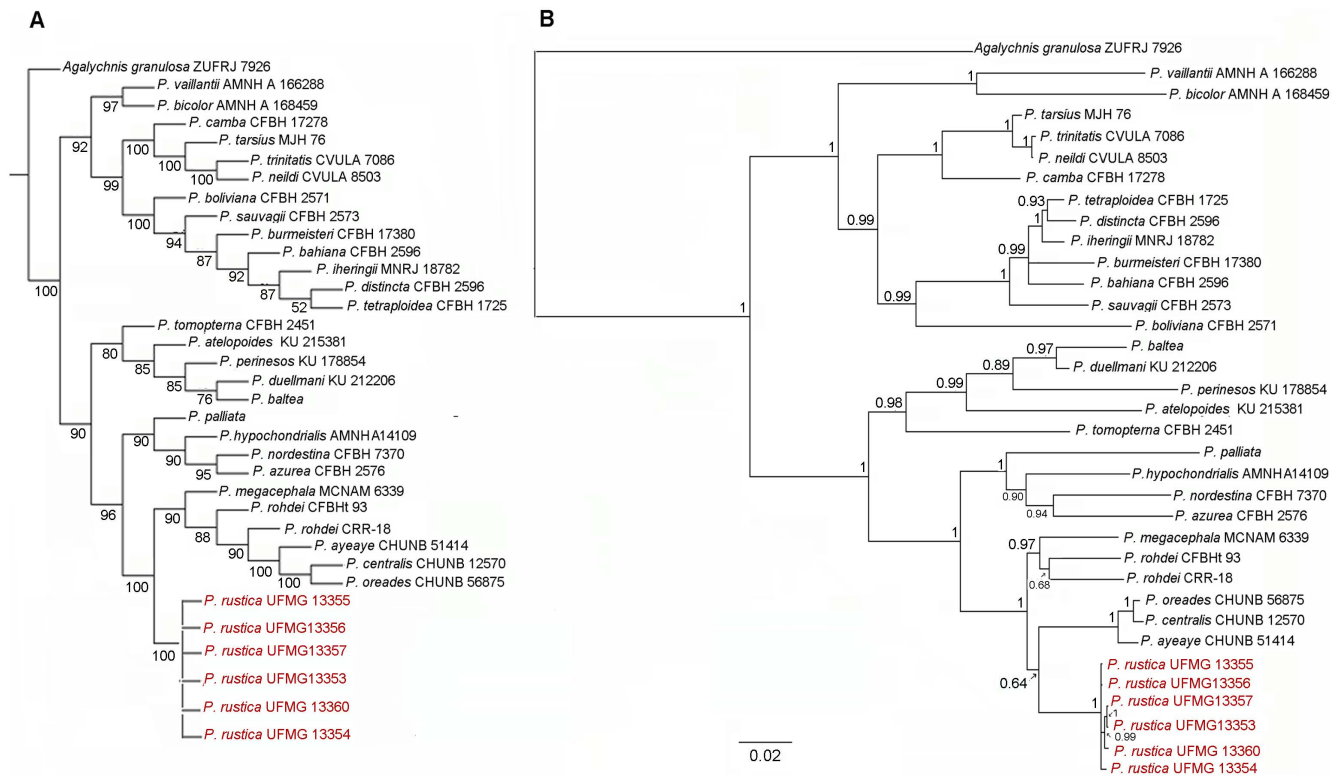 A
Agalychnis granulosa ZUFRJ 7926
P. vaillantii AMNH A 166288
97
P. bicolor AMNH A 168459
92
P. camba CFBH 17278
100
P. tarsius MJH 76
100
P. trinitatis CVULA 7086
100
P. neildi CVULA 8503
99
P. boliviana CFBH 2571
100
P. sauvagii CFBH 2573
94
P. burmeisteri CFBH 17380
87
P. bahiana CFBH 2596
92
P. iheringii MNRJ 18782
87
P. distincta CFBH 2596
52
P. tetraploidea CFBH 1725
100
P. tomopterna CFBH 2451
80
P. atelopoides KU 215381
85
P. perinesos KU 178854
85
P. duellmani KU 212206
76
P. baltea
90
P. palliata
90
P.hypochondrialis AMNHA14109
90
P. nordestina CFBH 7370
95
P. azurea CFBH 2576
96
P. megacephala MCNAM 6339
90
P. rohdei CFBHt 93
88
P. rohdei CRR-18
90
P. ayeaye CHUNB 51414
100
P. centralis CHUNB 12570
100
P. oreades CHUNB 56875
100
P. rustica UFMG 13355
P. rustica UFMG13356
100
P. rustica UFMG13357
P. rustica UFMG13353
P. rustica UFMG 13360
P. rustica UFMG 13354
B
Agalychnis granulosa ZUFRJ 7926
1
P. vaillantii AMNH A 166288
P. bicolor AMNH A 168459
1
P. tarsius MJH 76
1
P. trinitatis CVULA 7086
1
1
P. neildi CVULA 8503
P. camba CFBH 17278
0.99
0.93
P. tetraploidea CFBH 1725
1
P. distincta CFBH 2596
P. iheringii MNRJ 18782
0.99
P. burmeisteri CFBH 17380
1
P. bahiana CFBH 2596
0.99
P. sauvagii CFBH 2573
P. boliviana CFBH 2571
1
0.97
P. baltea
0.89
P. duellmani KU 212206
0.99
P. perinesos KU 178854
0.98
P. atelopoides KU 215381
P. tomopterna CFBH 2451
1
1
P. palliata
P.hypochondrialis AMNHA14109
0.90
P. nordestina CFBH 7370
0.94
P. azurea CFBH 2576
1
0.97
P. megacephala MCNAM 6339
P. rohdei CFBHt 93
0.68
P. rohdei CRR-18
1
1
P. oreades CHUNB 56875
1
P. centralis CHUNB 12570
P. ayeaye CHUNB 51414
0.64
P. rustica UFMG 13355
P. rustica UFMG13356
1
P. rustica UFMG13357
1
P. rustica UFMG13353
0.99
P. rustica UFMG 13360
P. rustica UFMG 13354
0.02